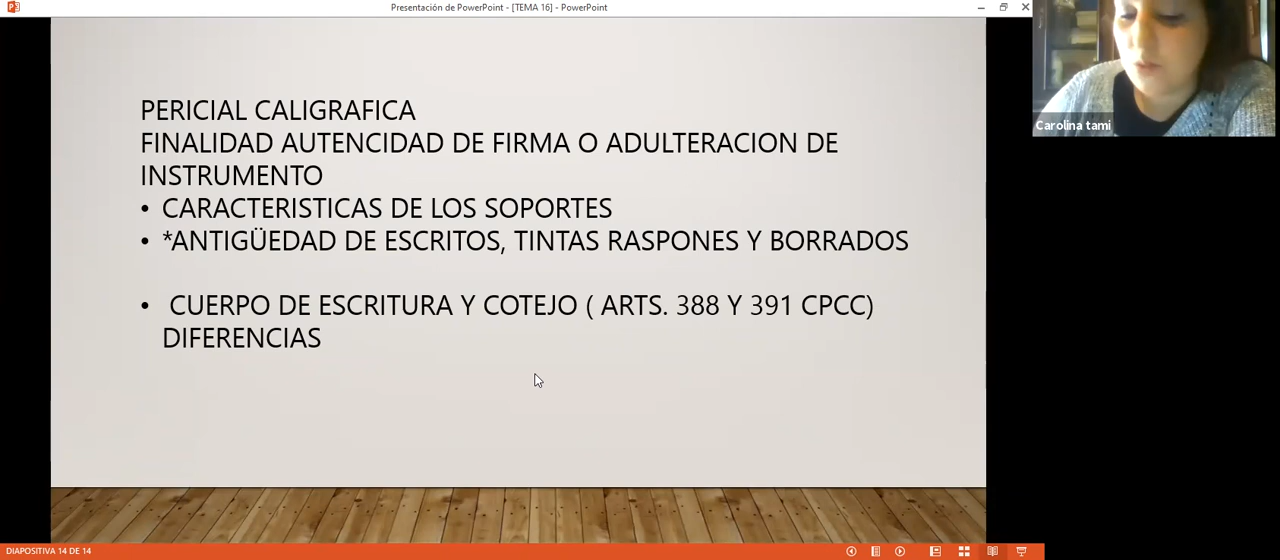 Presentación de PowerPoint - [TEMA 16] - PowerPoint
PERICIAL CALIGRAFICA
FINALIDAD AUTENCIDAD DE FIRMA O ADULTERACION DE
INSTRUMENTO
• CARACTERISTICAS DE LOS SOPORTES
• *ANTIGÜEDAD DE ESCRITOS, TINTAS RASPONES Y BORRADOS
• CUERPO DE ESCRITURA Y COTEJO ( ARTS. 388 Y 391 CPCC)
DIFERENCIAS
Carolina tami
DIAPOSITIVA 14 DE 14